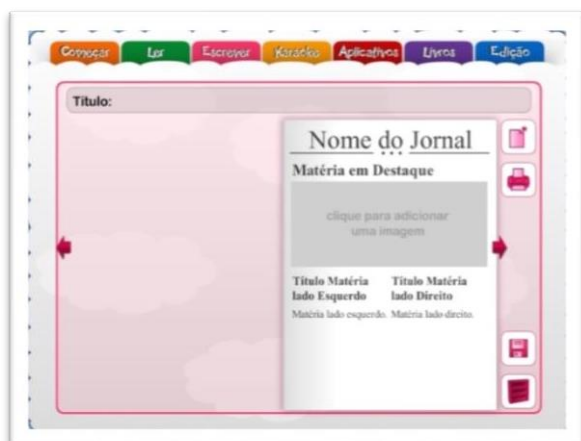 Começar Ler Escrever Karaokê Aplicativos Livros Edição
Título:
Nome do Jornal
Matéria em Destaque
clique para adicionar
uma imagem
Título Matéria Título Matéria
lado Esquerdo lado Direito
Matéria lado esquerdo. Matéria lado direito.